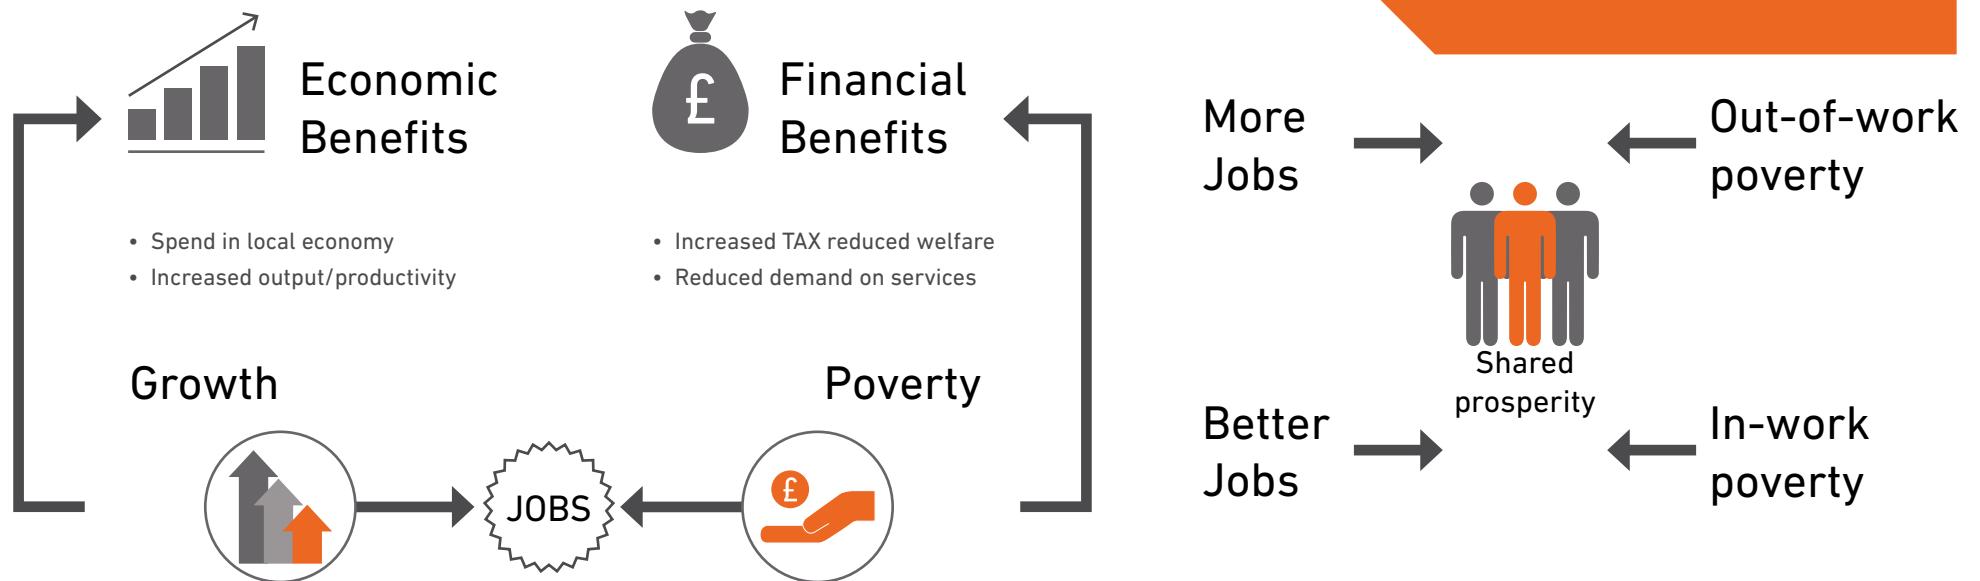 Economic
Benefits
• Spend in local economy
• Increased output/productivity
£
Financial
Benefits
• Increased TAX reduced welfare
• Reduced demand on services
Growth
JOBS
Poverty
£
More
Jobs
Out-of-work
poverty
Shared
prosperity
Better
Jobs
In-work
poverty